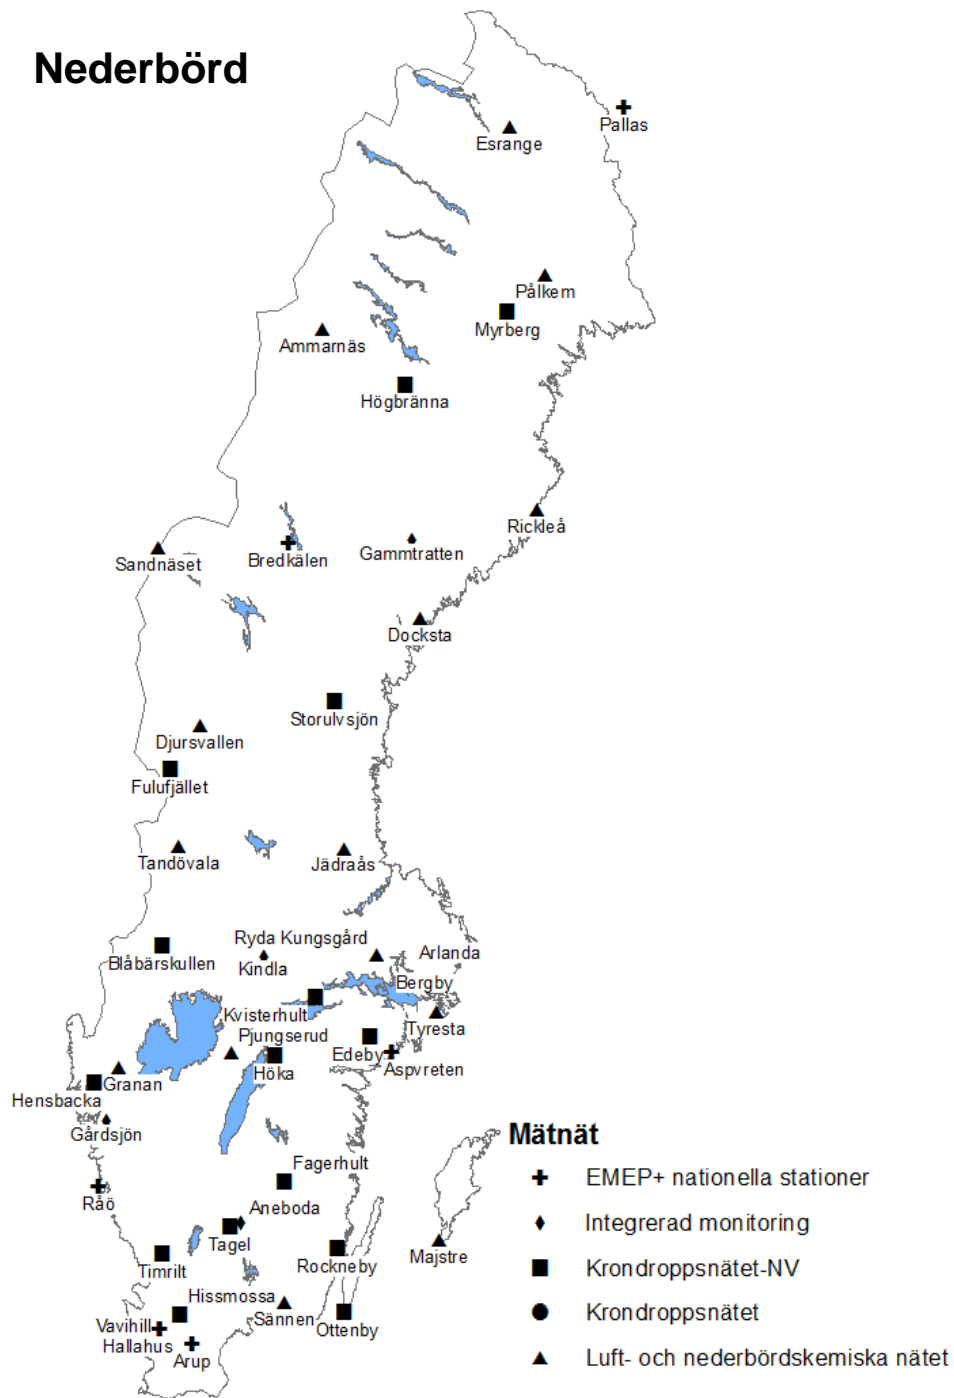 Nederbörd
Pallas
Esrange
Pålkem
Myrberg
Ammarnäs
Högbränna
Rickleå
Sandnäset
Bredkälen
Gammtratten
Docksta
Storulvsjön
Djursvallen
Fulufjället
Tandövala
Jädraås
Ryda Kungsgård
Arlanda
Blåbärskullen
Kindla
Bergby
Kvisterhult
Tyresta
Pjungserud
Edeby
Aspvreten
Höka
Granan
Hensbacka
Gårdsjön
Fagerhult
Råö
Aneboda
Tagel
Rockneby
Majstre
Timrilt
Hissmossa
Sännen
Ottenby
Vavihill
Hallahus
Arup
Mätnät
EMEP+ nationella stationer
Integrerad monitoring
Krondroppsnätet-NV
Krondroppsnätet
Luft- och nederbördskemiska nätet